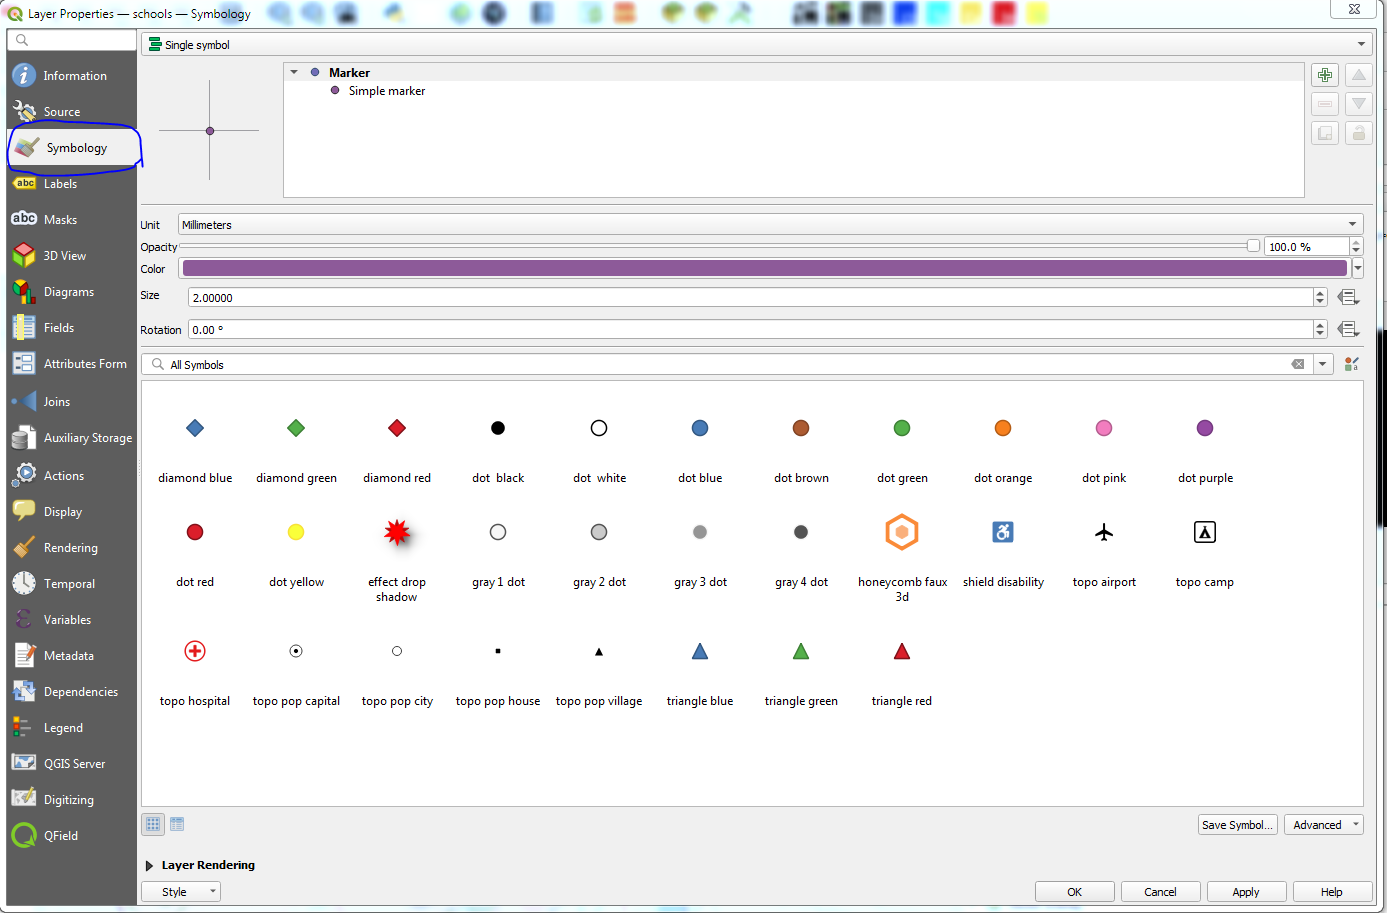 Layer Properties — schools — Symbology
Single symbol
Information
Source
Symbology
abc Labels
abc Masks
3D View
Diagrams
Fields
Attributes Form
Joins
Auxiliary Storage
Actions
Display
Rendering
Temporal
Variables
Metadata
Dependencies
Legend
QGIS Server
Digitizing
QField
Marker
Simple marker
Unit Millimeters
Opacity 100.0 %
Color
Size 2.00000
Rotation 0.00 °
All Symbols
diamond blue diamond green diamond red dot  black dot  white dot blue dot brown dot green dot orange dot pink dot purple
dot red dot yellow effect drop shadow gray 1 dot gray 2 dot gray 3 dot gray 4 dot honeycomb faux 3d shield disability topo airport topo camp
topo hospital topo pop capital topo pop city topo pop house topo pop village triangle blue triangle green triangle red
Save Symbol... Advanced
Layer Rendering
Style OK Cancel Apply Help